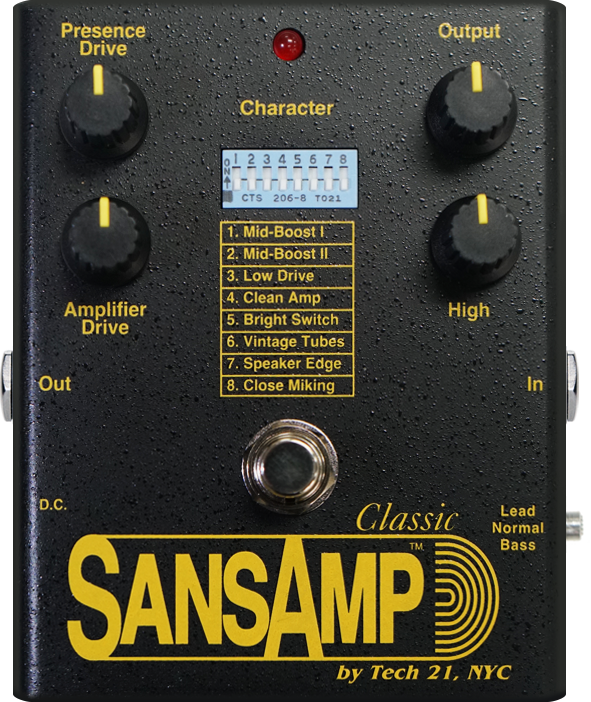 Presence
Drive
Output
Character
ON
1 2 3 4 5 6 7 8
CTS 206-8 T021
1. Mid-Boost I
2. Mid-Boost II
3. Low Drive
4. Clean Amp
5. Bright Switch
6. Vintage Tubes
7. Speaker Edge
8. Close Miking
Amplifier
Drive
High
Out
In
D.C.
Lead
Normal
Bass
Classic
SANSAMP™
by Tech 21, NYC